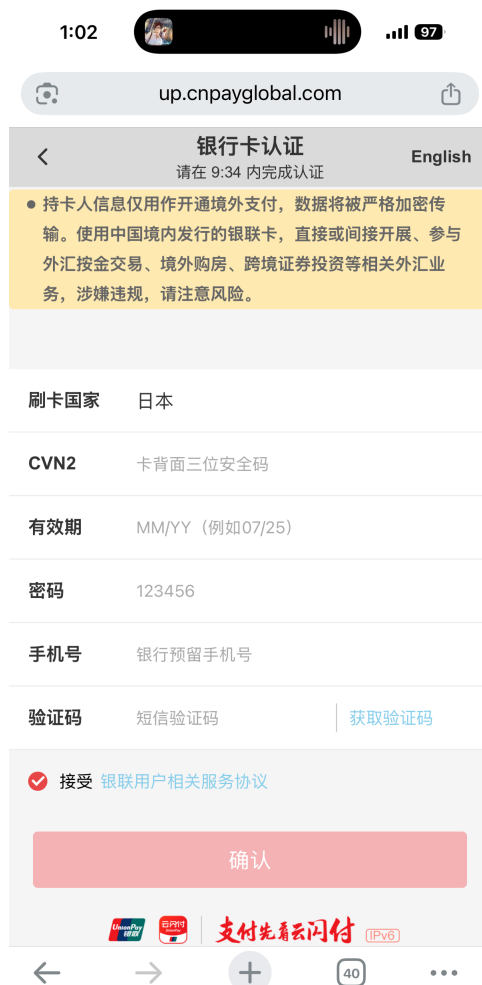 1:02
97
up.cnpayglobal.com
银行卡认证
请在 9:34 内完成认证
English
持卡人信息仅用作开通境外支付，数据将被严格加密传
输。使用中国境内发行的银联卡，直接或间接开展、参与
外汇按金交易、境外购房、跨境证券投资等相关外汇业
务，涉嫌违规，请注意风险。
刷卡国家 日本
CVN2 卡背面三位安全码
有效期 MM/YY（例如07/25）
密码 123456
手机号 银行预留手机号
验证码 短信验证码 获取验证码
接受 银联用户相关服务协议
确认
UnionPay 银联 云闪付 支付先看云闪付 IPv6
40